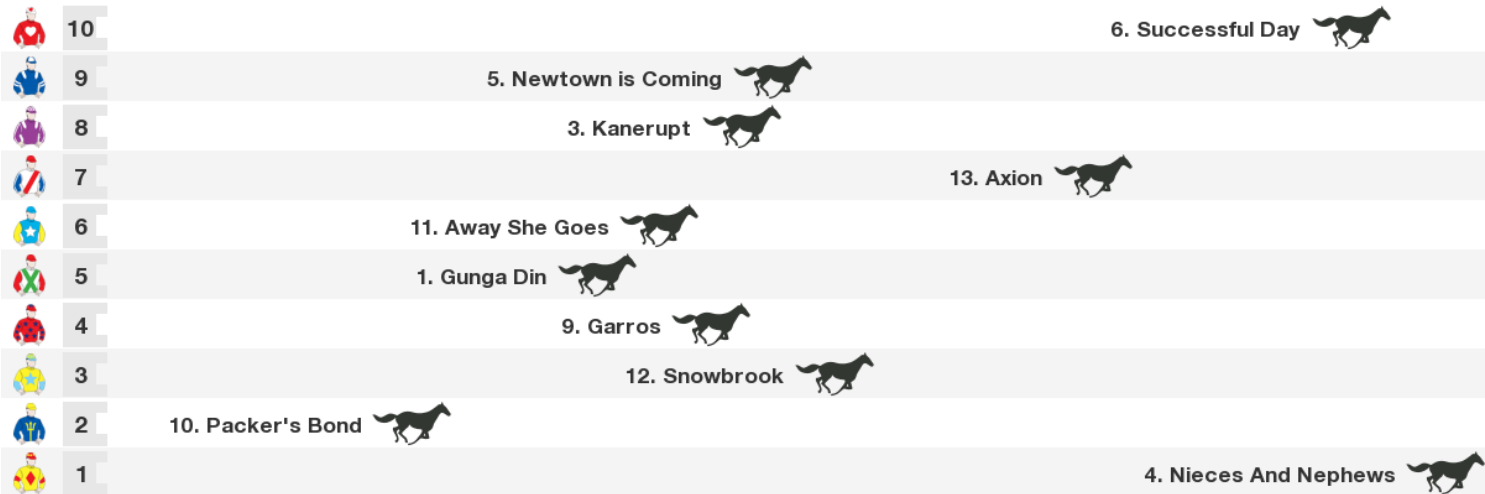 10 6. Successful Day
9 5. Newtown is Coming
8 3. Kanerupt
7 13. Axion
6 11. Away She Goes
5 1. Gunga Din
4 9. Garros
3 12. Snowbrook
2 10. Packer's Bond
1 4. Nieces And Nephews